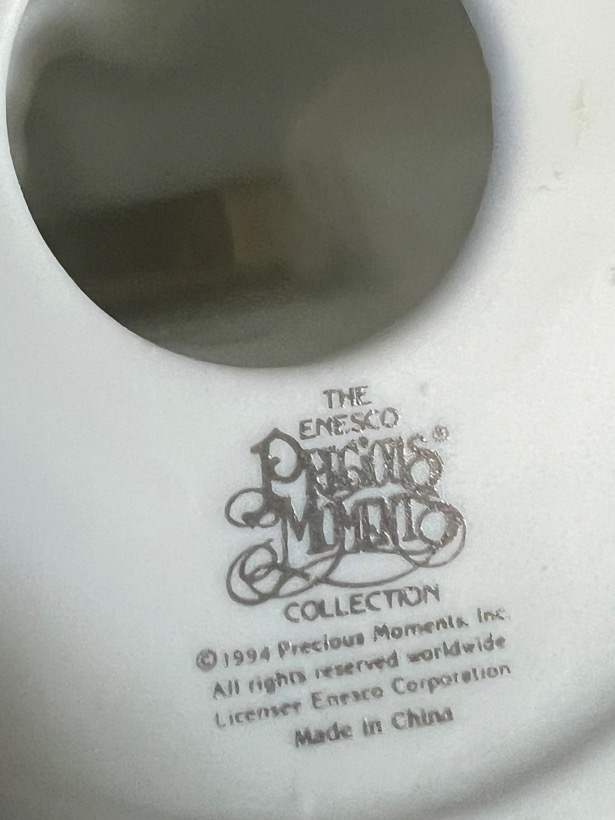 THE
ENESCO
PRECIOUS®
MOMENTS
COLLECTION
© 1994 Precious Moments, Inc.
All rights reserved worldwide
Licensee Enesco Corporation
Made in China